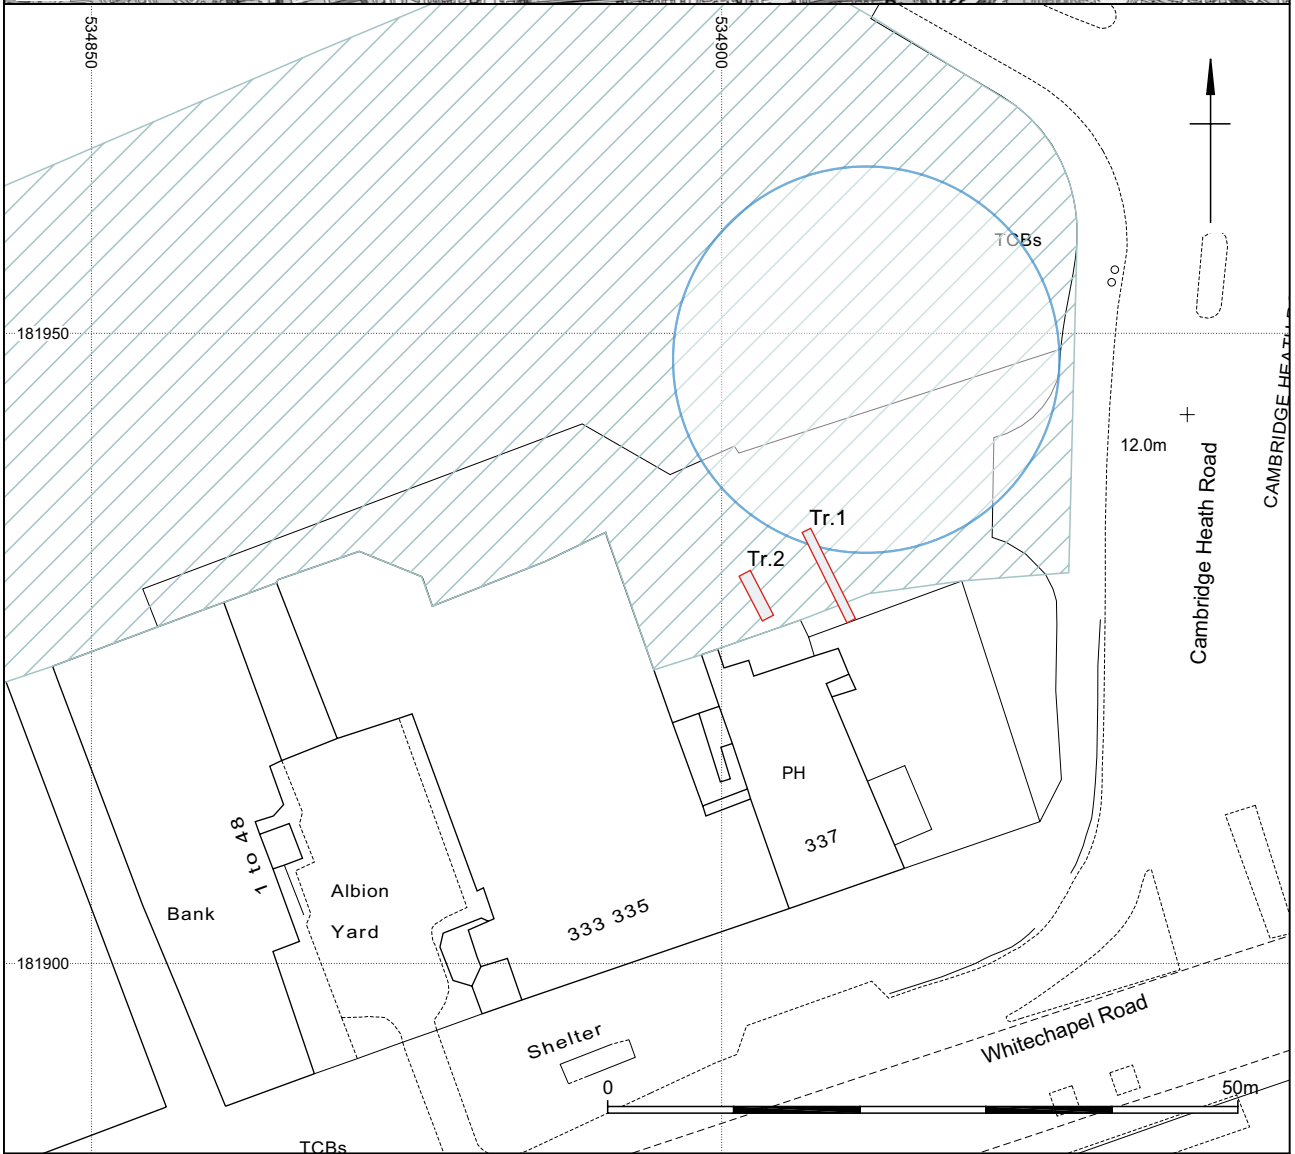 534850
534900
TCBs
181950
12.0m
CAMBRIDGE HEATH
Cambridge Heath Road
Tr.1
Tr.2
PH
337
1 to 48
Albion
Yard
Bank
333 335
181900
Shelter
Whitechapel Road
0
50m
TCBs